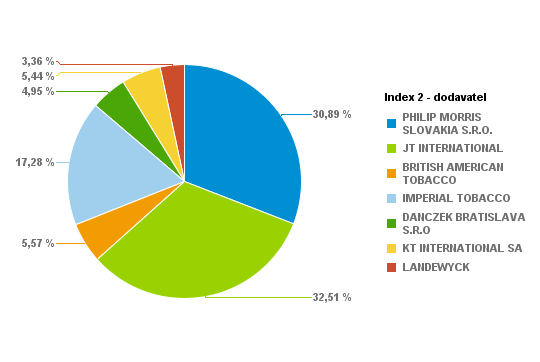 3,36 %
5,44 %
4,95 %
30,89 %
17,28 %
5,57 %
32,51 %
Index 2 - dodavatel
PHILIP MORRIS
SLOVAKIA S.R.O.
JT INTERNATIONAL
BRITISH AMERICAN
TOBACCO
IMPERIAL TOBACCO
DANCZEK BRATISLAVA
S.R.O
KT INTERNATIONAL SA
LANDEWYCK